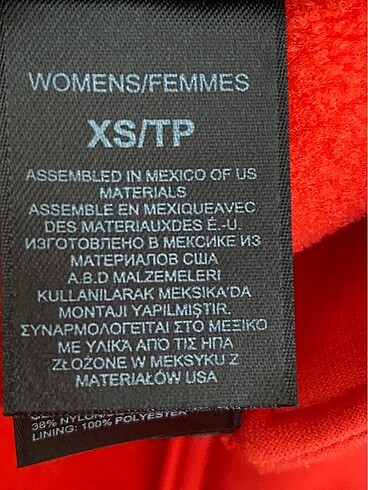 WOMENS/FEMMES
XS/TP
ASSEMBLED IN MEXICO OF US
MATERIALS
ASSEMBLE EN MEXIQUEAVEC
DES MATERIAUXDES É.-U.
ИЗГОТОВЛЕНО В МЕКСИКЕ ИЗ
МАТЕРИАЛОВ США
A.B.D MALZEMELERİ
KULLANILARAK MEKSİKA'DA
MONTAJI YAPILMIŞTIR.
ΣΥΝΑΡΜΟΛΟΓΕΙΤΑΙ ΣΤΟ ΜΕΞΙΚΟ
ΜΕ ΥΛΙΚΆ ΑΠΌ ΤΙΣ ΗΠΑ
ZŁOŻONE W MEKSYKU Z
MATERIAŁÓW USA
38% NYLON/
LINING: 100% POLYESTER